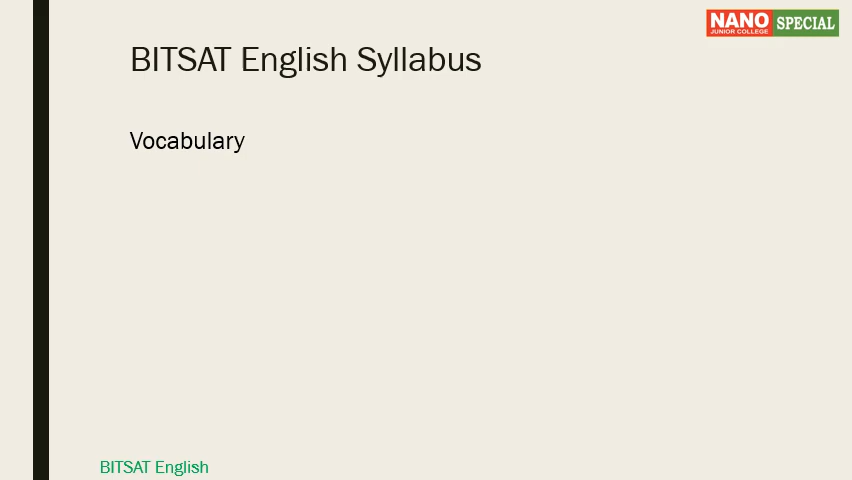 NANO SPECIAL
JUNIOR COLLEGE
BITSAT English Syllabus
Vocabulary
BITSAT English